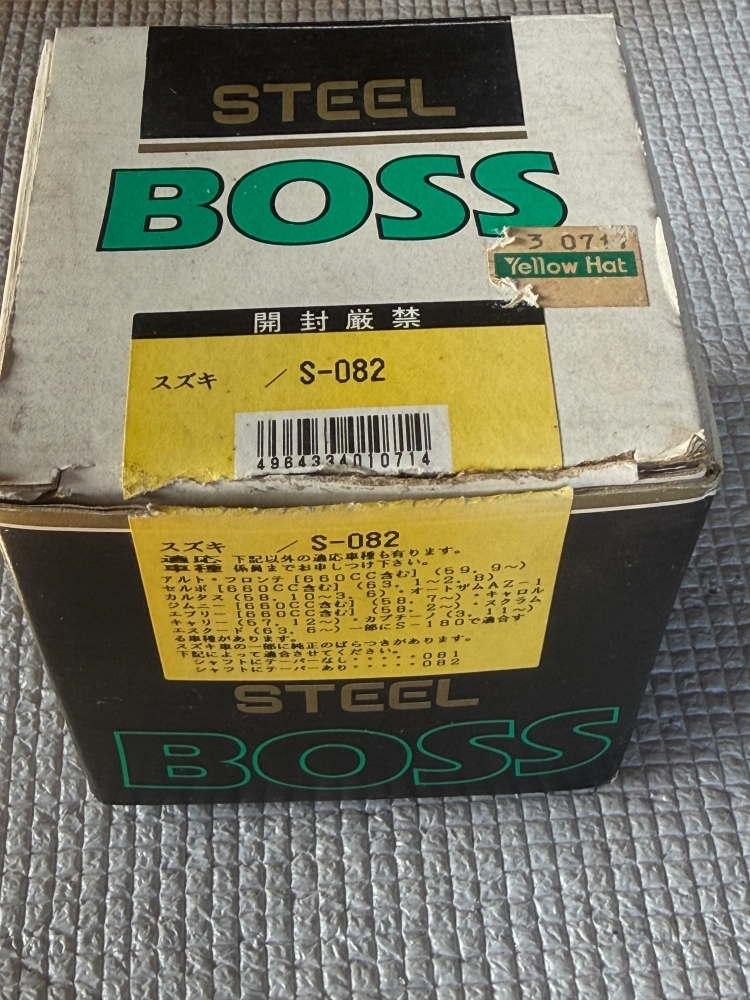 STEEL
BOSS
3 071
Yellow Hat
開封厳禁
スズキ / S-082
4964334010714
スズキ / S-082
適応 下記以外の適応車種も有ります。
車種 係員までお申しつけ下さい。
アルト・フロンテ[660CC含む] (59.9〜)
セルボ[660CC含む] (63.1〜2.8)
カルタス(58.10〜3.6)・オートザムAZ-1
ジムニー[660CC含む] (58.7〜)・キャロル
エブリー[660CC含む] (58.2〜)・スクラム
キャリー(57.12〜)・カプチーノ(3.11〜)
エスクード(63.6〜)一部にS-180で適合す
る車種があります。
スズキ車の一部に純正のばらつきがあります。
下記によって適合させてください。
シャフトにテーパーなし・・・・・081
シャフトにテーパーあり・・・・・082
STEEL
BOSS